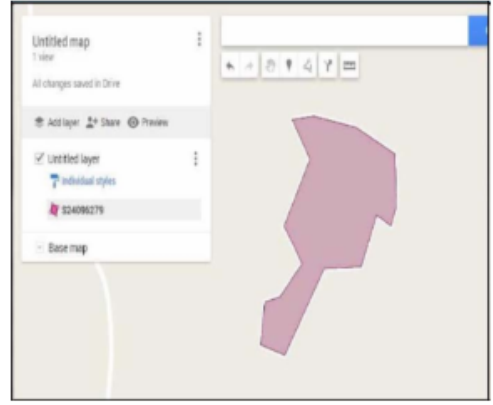 Untitled map
1 view
All changes saved in Drive
Add layer Share Preview
Untitled layer
Individual styles
S24096279
Base map